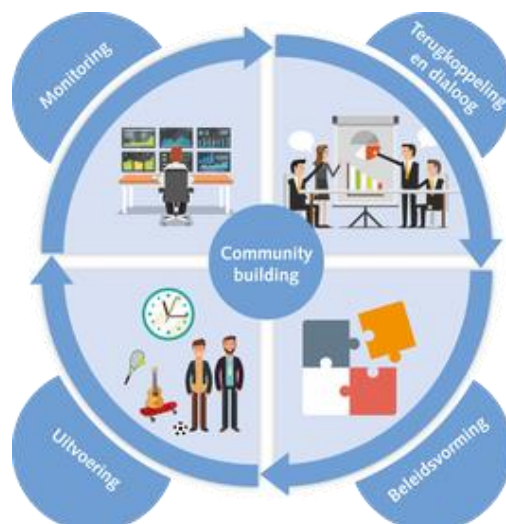 Monitoring
Terugkoppeling
en dialoog
Community
building
Uitvoering
Beleidsvorming